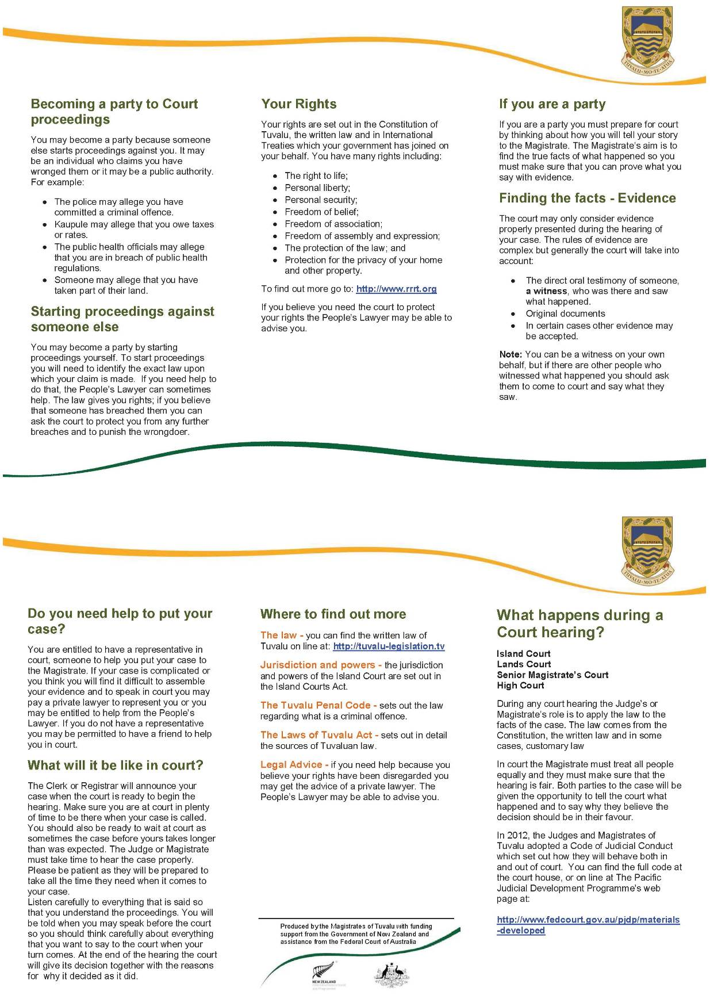 TUVALU-MO-TE-ATUA
Becoming a party to Court
proceedings
You may become a party because someone
else starts proceedings against you. It may
be an individual who claims you have
wronged them or it may be a public authority.
For example:
• The police may allege you have
committed a criminal offence.
• Kaupule may allege that you owe taxes
or rates.
• The public health officials may allege
that you are in breach of public health
regulations.
• Someone may allege that you have
taken part of their land.
Starting proceedings against
someone else
You may become a party by starting
proceedings yourself. To start proceedings
you will need to identify the exact law upon
which your claim is made.  If you need help to
do that, the People's Lawyer can sometimes
help. The law gives you rights; if you believe
that someone has breached them you can
ask the court to protect you from any further
breaches and to punish the wrongdoer.
Your Rights
Your rights are set out in the Constitution of
Tuvalu, the written law and in International
Treaties which your government has joined on
your behalf. You have many rights including:
• The right to life;
• Personal liberty;
• Personal security;
• Freedom of belief;
• Freedom of association;
• Freedom of assembly and expression;
• The protection of the law; and
• Protection for the privacy of your home
and other property.
To find out more go to: http://www.rrrt.org
If you believe you need the court to protect
your rights the People's Lawyer may be able to
advise you.
If you are a party
If you are a party you must prepare for court
by thinking about how you will tell your story
to the Magistrate. The Magistrate's aim is to
find the true facts of what happened so you
must make sure that you can prove what you
say with evidence.
Finding the facts - Evidence
The court may only consider evidence
properly presented during the hearing of
your case. The rules of evidence are
complex but generally the court will take into
account:
• The direct oral testimony of someone,
a witness, who was there and saw
what happened.
• Original documents
• In certain cases other evidence may
be accepted.
Note: You can be a witness on your own
behalf, but if there are other people who
witnessed what happened you should ask
them to come to court and say what they
saw.
TUVALU-MO-TE-ATUA
Do you need help to put your
case?
You are entitled to have a representative in
court, someone to help you put your case to
the Magistrate. If your case is complicated or
you think you will find it difficult to assemble
your evidence and to speak in court you may
pay a private lawyer to represent you or you
may be entitled to help from the People's
Lawyer. If you do not have a representative
you may be permitted to have a friend to help
you in court.
What will it be like in court?
The Clerk or Registrar will announce your
case when the court is ready to begin the
hearing. Make sure you are at court in plenty
of time to be there when your case is called.
You should also be ready to wait at court as
sometimes the case before yours takes longer
than was expected. The Judge or Magistrate
must take time to hear the case properly.
Please be patient as they will be prepared to
take all the time they need when it comes to
your case.
Listen carefully to everything that is said so
that you understand the proceedings. You will
be told when you may speak before the court
so you should think carefully about everything
that you want to say to the court when your
turn comes. At the end of the hearing the court
will give its decision together with the reasons
for  why it decided as it did.
Where to find out more
The law - you can find the written law of
Tuvalu on line at: http://tuvalu-legislation.tv
Jurisdiction and powers - the jurisdiction
and powers of the Island Court are set out in
the Island Courts Act.
The Tuvalu Penal Code - sets out the law
regarding what is a criminal offence.
The Laws of Tuvalu Act - sets out in detail
the sources of Tuvaluan law.
Legal Advice - if you need help because you
believe your rights have been disregarded you
may get the advice of a private lawyer. The
People's Lawyer may be able to advise you.
Produced by the Magistrates of Tuvalu with funding
support from the Government of New Zealand and
assistance from the Federal Court of Australia
NEW ZEALAND
What happens during a
Court hearing?
Island Court
Lands Court
Senior Magistrate's Court
High Court
During any court hearing the Judge's or
Magistrate's role is to apply the law to the
facts of the case. The law comes from the
Constitution, the written law and in some
cases, customary law
In court the Magistrate must treat all people
equally and they must make sure that the
hearing is fair. Both parties to the case will be
given the opportunity to tell the court what
happened and to say why they believe the
decision should be in their favour.
In 2012, the Judges and Magistrates of
Tuvalu adopted a Code of Judicial Conduct
which set out how they will behave both in
and out of court.  You can find the full code at
the court house, or on line at The Pacific
Judicial Development Programme's web
page at:
http://www.fedcourt.gov.au/pjdp/materials
-developed